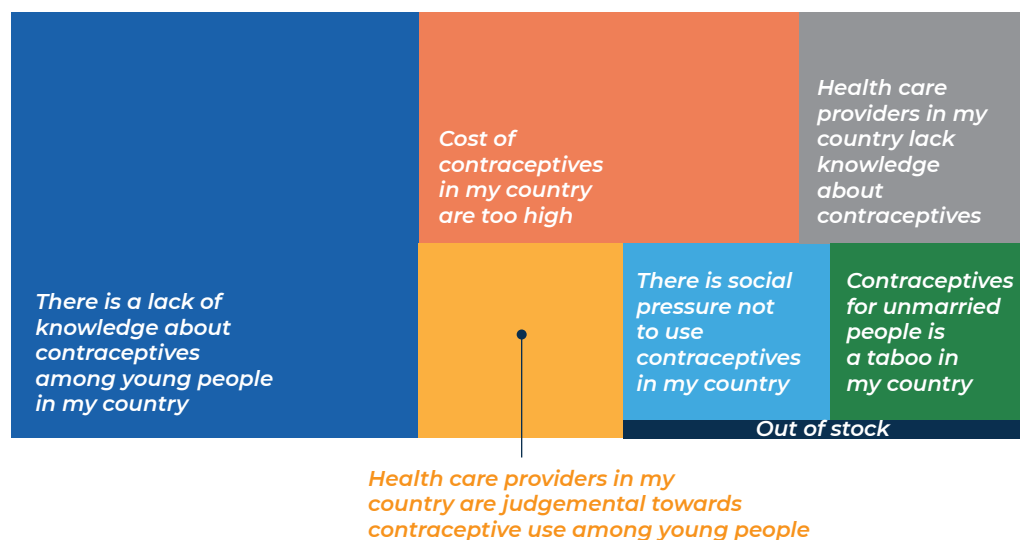 Cost of
contraceptives
in my country
are too high
Health care
providers in my
country lack
knowledge
about
contraceptives
There is a lack of
knowledge about
contraceptives
among young people
in my country
There is social
pressure not
to use
contraceptives
in my country
Contraceptives
for unmarried
people is
a taboo in
my country
Out of stock
Health care providers in my
country are judgemental towards
contraceptive use among young people